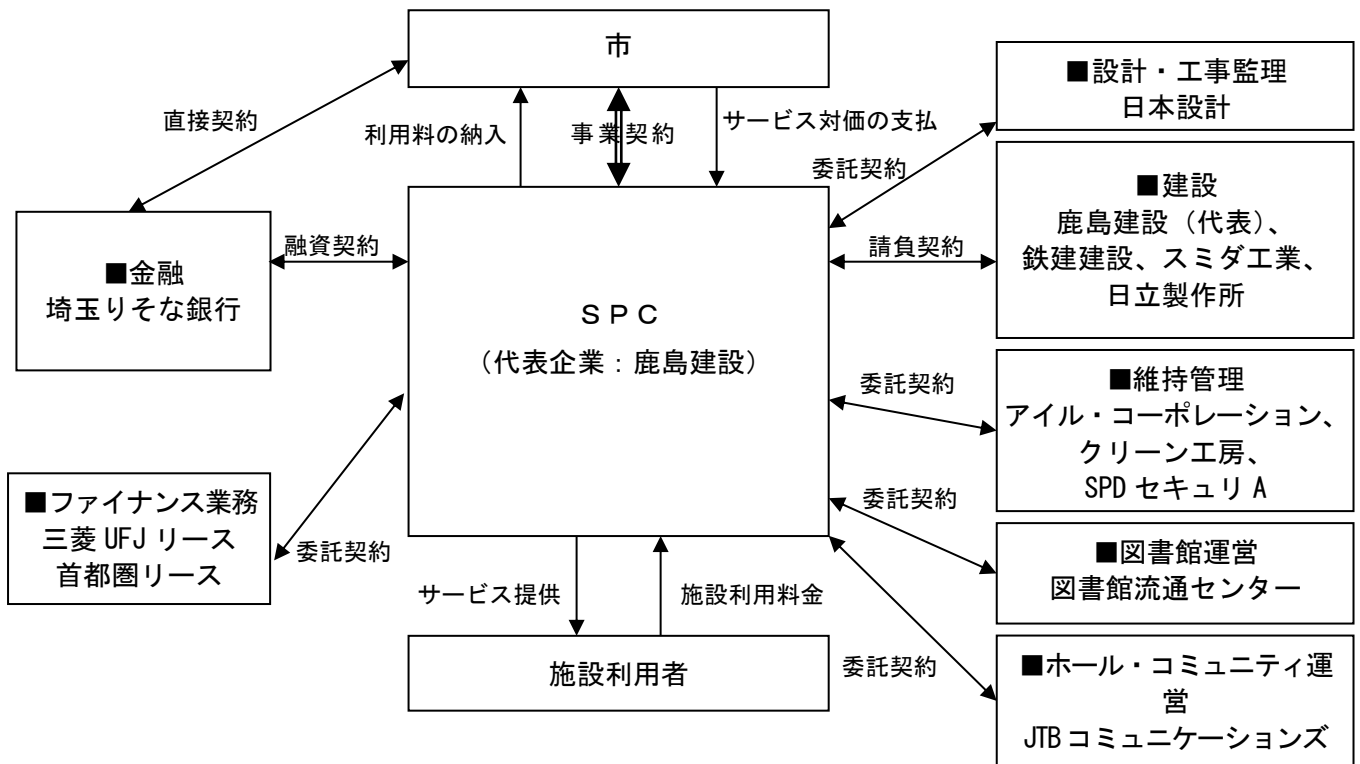 市
直接契約
利用料の納入
事業契約
サービス対価の支払
■設計・工事監理
日本設計
委託契約
■建設
鹿島建設（代表）、
鉄建建設、スミダ工業、
日立製作所
請負契約
■金融
埼玉りそな銀行
融資契約
ＳＰＣ
（代表企業：鹿島建設）
■維持管理
アイル・コーポレーション、
クリーン工房、
SPD セキュリ A
委託契約
■ファイナンス業務
三菱 UFJ リース
首都圏リース
委託契約
委託契約
■図書館運営
図書館流通センター
サービス提供
施設利用料金
施設利用者
委託契約
■ホール・コミュニティ運
営
JTB コミュニケーションズ